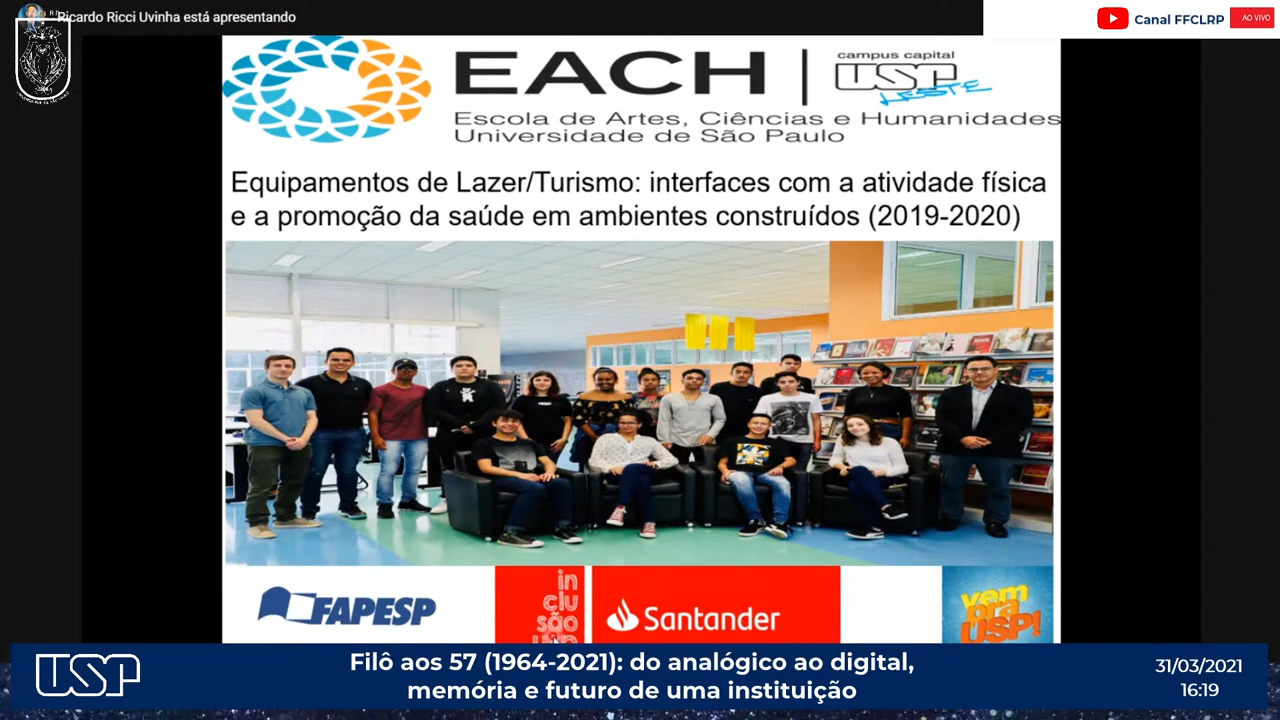 Ricardo Ricci Uvinha está apresentando
Canal FFCLRP
AO VIVO
EACH
campus capital
USP
LESTE
Escola de Artes, Ciências e Humanidades
Universidade de São Paulo
Equipamentos de Lazer/Turismo: interfaces com a atividade física
e a promoção da saúde em ambientes construídos (2019-2020)
FAPESP
in
clu
são
USP
Santander
vem
pra
USP!
USP
Filô aos 57 (1964-2021): do analógico ao digital,
memória e futuro de uma instituição
31/03/2021
16:19